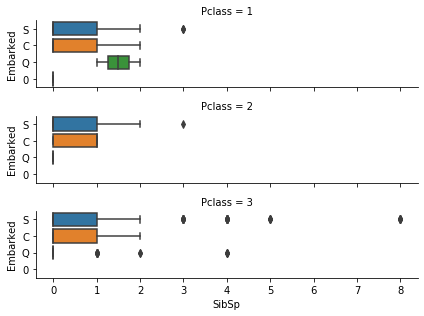 Pclass = 1
Embarked
S
C
Q
0
Pclass = 2
Embarked
S
C
Q
0
Pclass = 3
Embarked
S
C
Q
0
0 1 2 3 4 5 6 7 8
SibSp